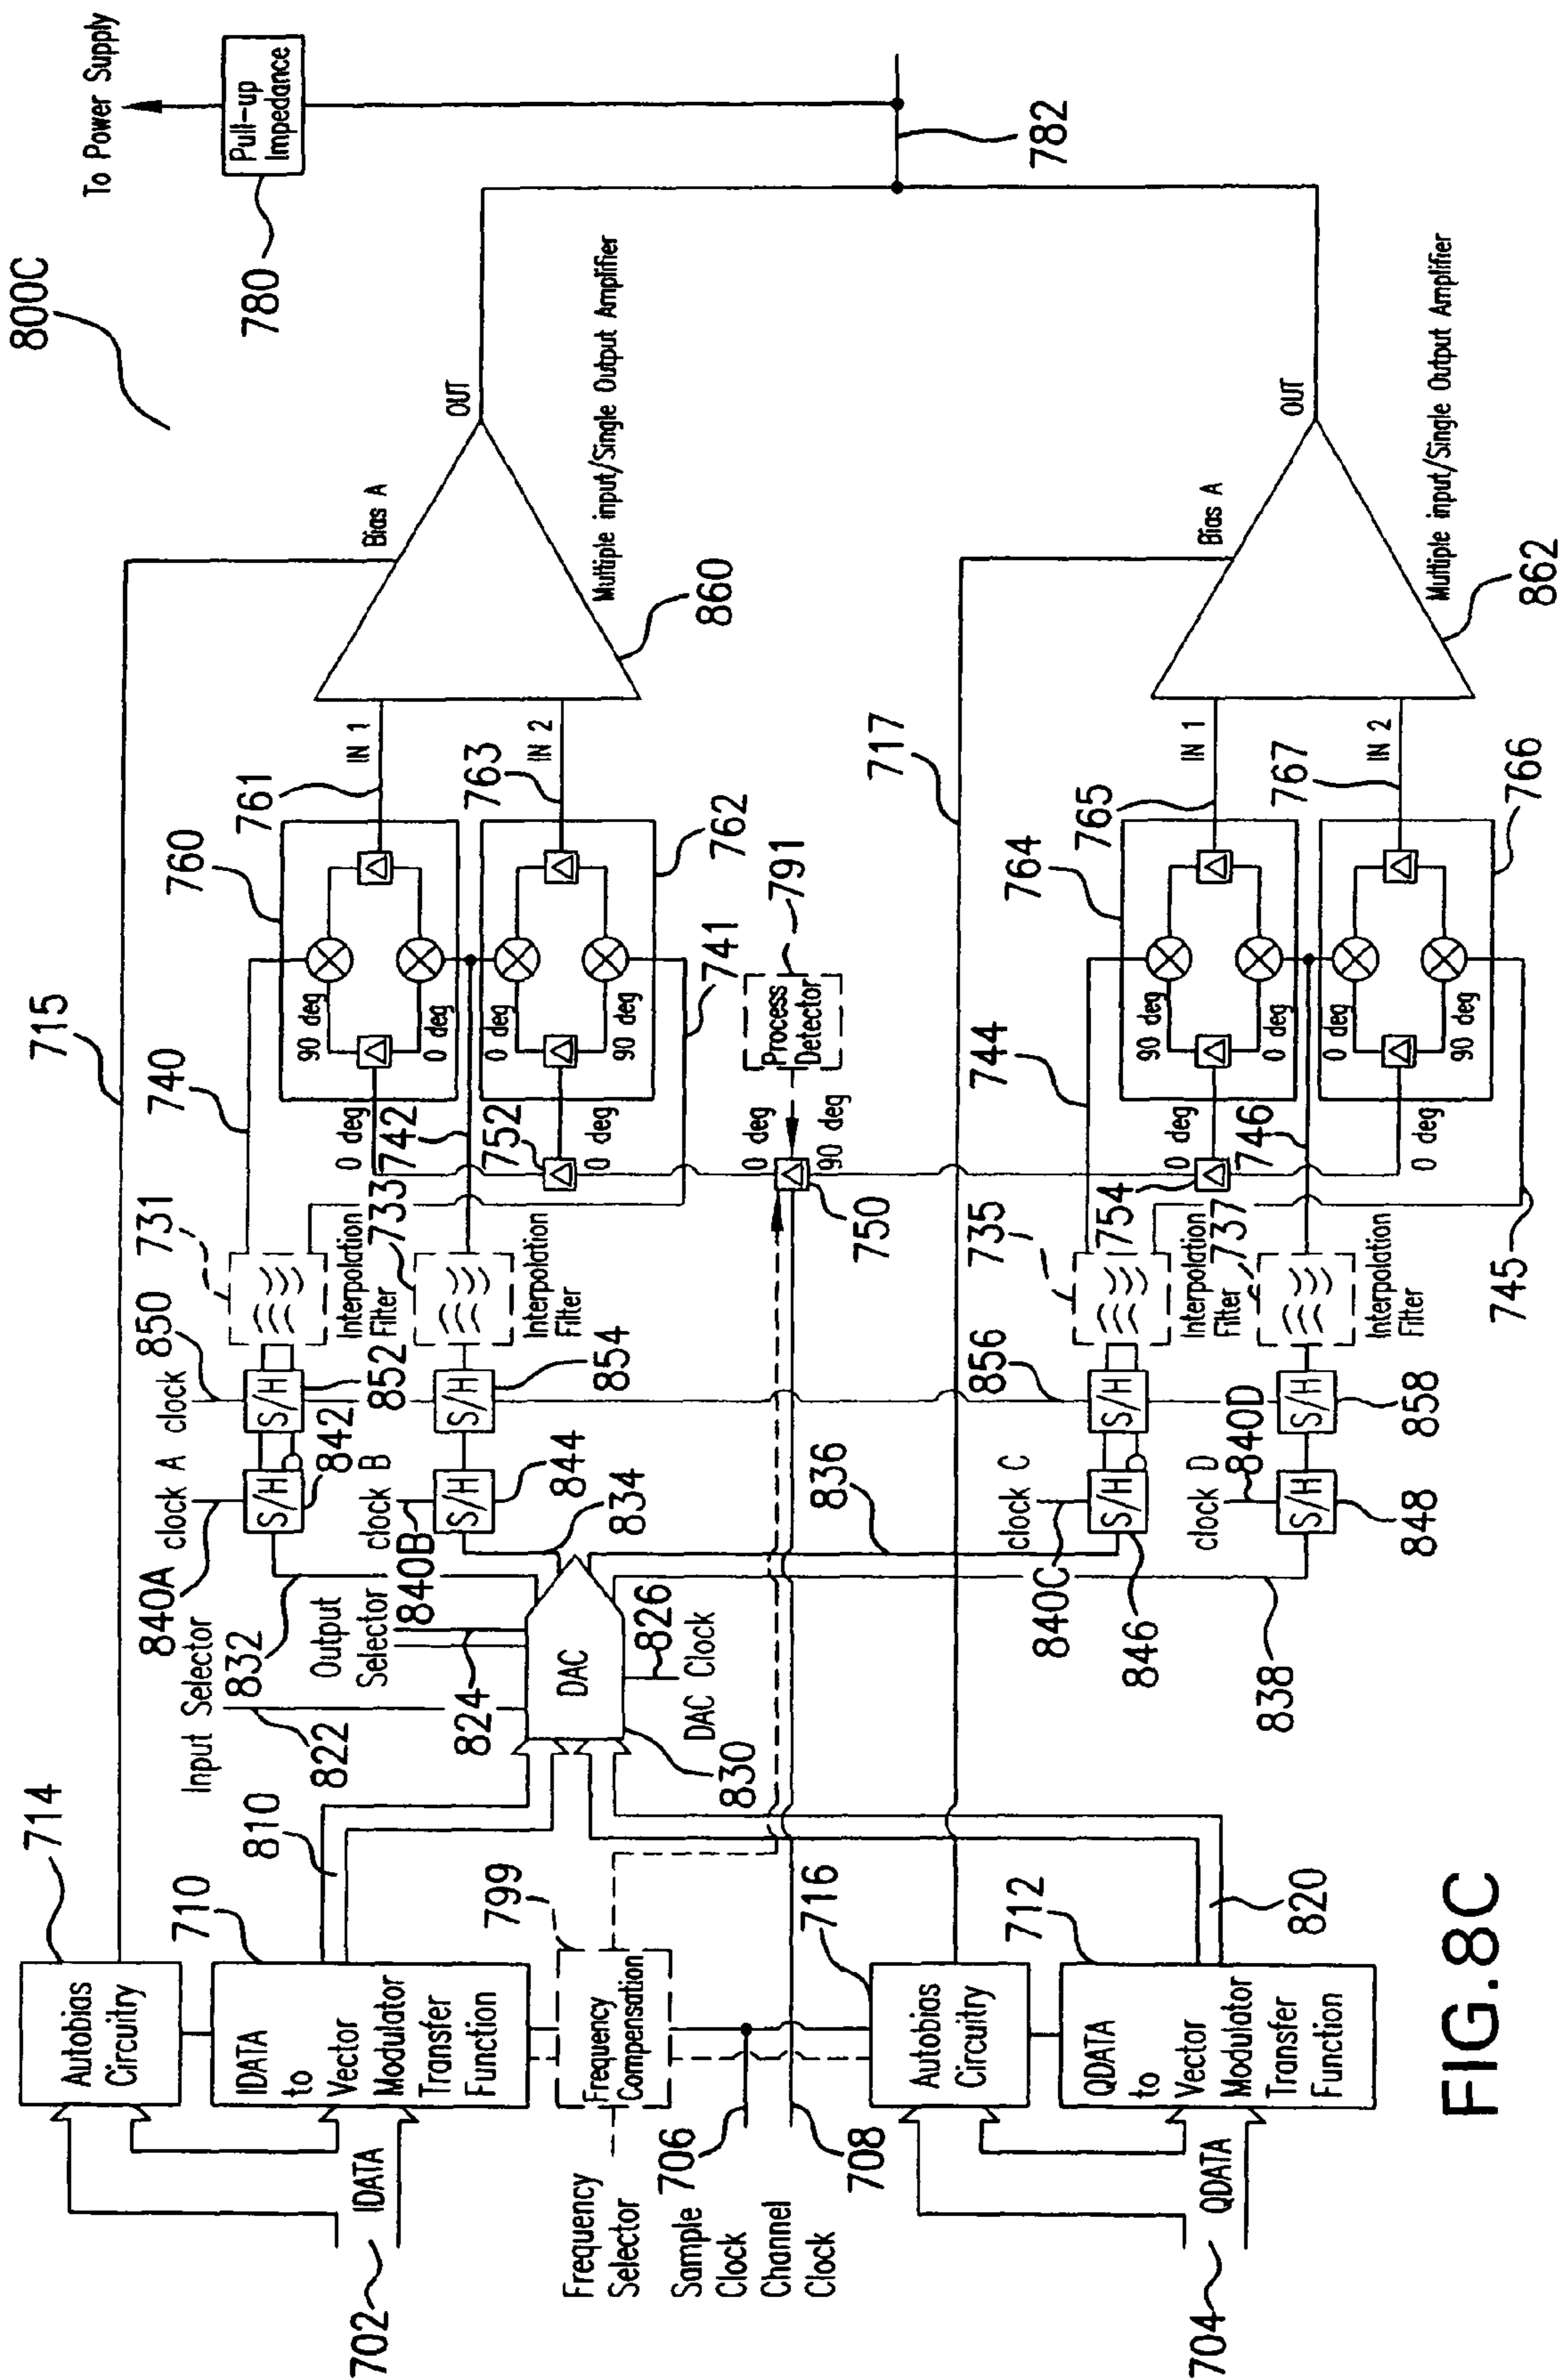 800C
To Power Supply
Pull-up
Impedance
780
782
715
714
Autobias
Circuitry
710
IDATA
to
Vector
Modulator
Transfer
Function
702
IDATA
810
Input Selector
822
Output
Selector
824
DAC
826
DAC Clock
830
832
834
836
838
clock A
840A
clock
850
S/H
842
S/H
852
731
Interpolation
Filter
740
clock B
840B
S/H
844
S/H
854
733
Interpolation
Filter
742
741
0 deg
752
0 deg
760
90 deg
0 deg
761
762
0 deg
90 deg
763
IN 1
IN 2
Bias A
OUT
Multiple input/Single Output Amplifier
860
791
Process
Detector
0 deg
90 deg
750
799
Frequency
Compensation
Frequency
Selector
706
Sample
Clock
708
Channel
Clock
717
716
Autobias
Circuitry
712
QDATA
to
Vector
Modulator
Transfer
Function
704
QDATA
820
clock C
840C
S/H
846
856
S/H
735
Interpolation
Filter
744
clock D
840D
S/H
848
S/H
858
737
Interpolation
Filter
746
745
754
0 deg
0 deg
764
90 deg
0 deg
765
766
0 deg
90 deg
767
IN 1
IN 2
Bias A
OUT
Multiple input/Single Output Amplifier
862
FIG.8C